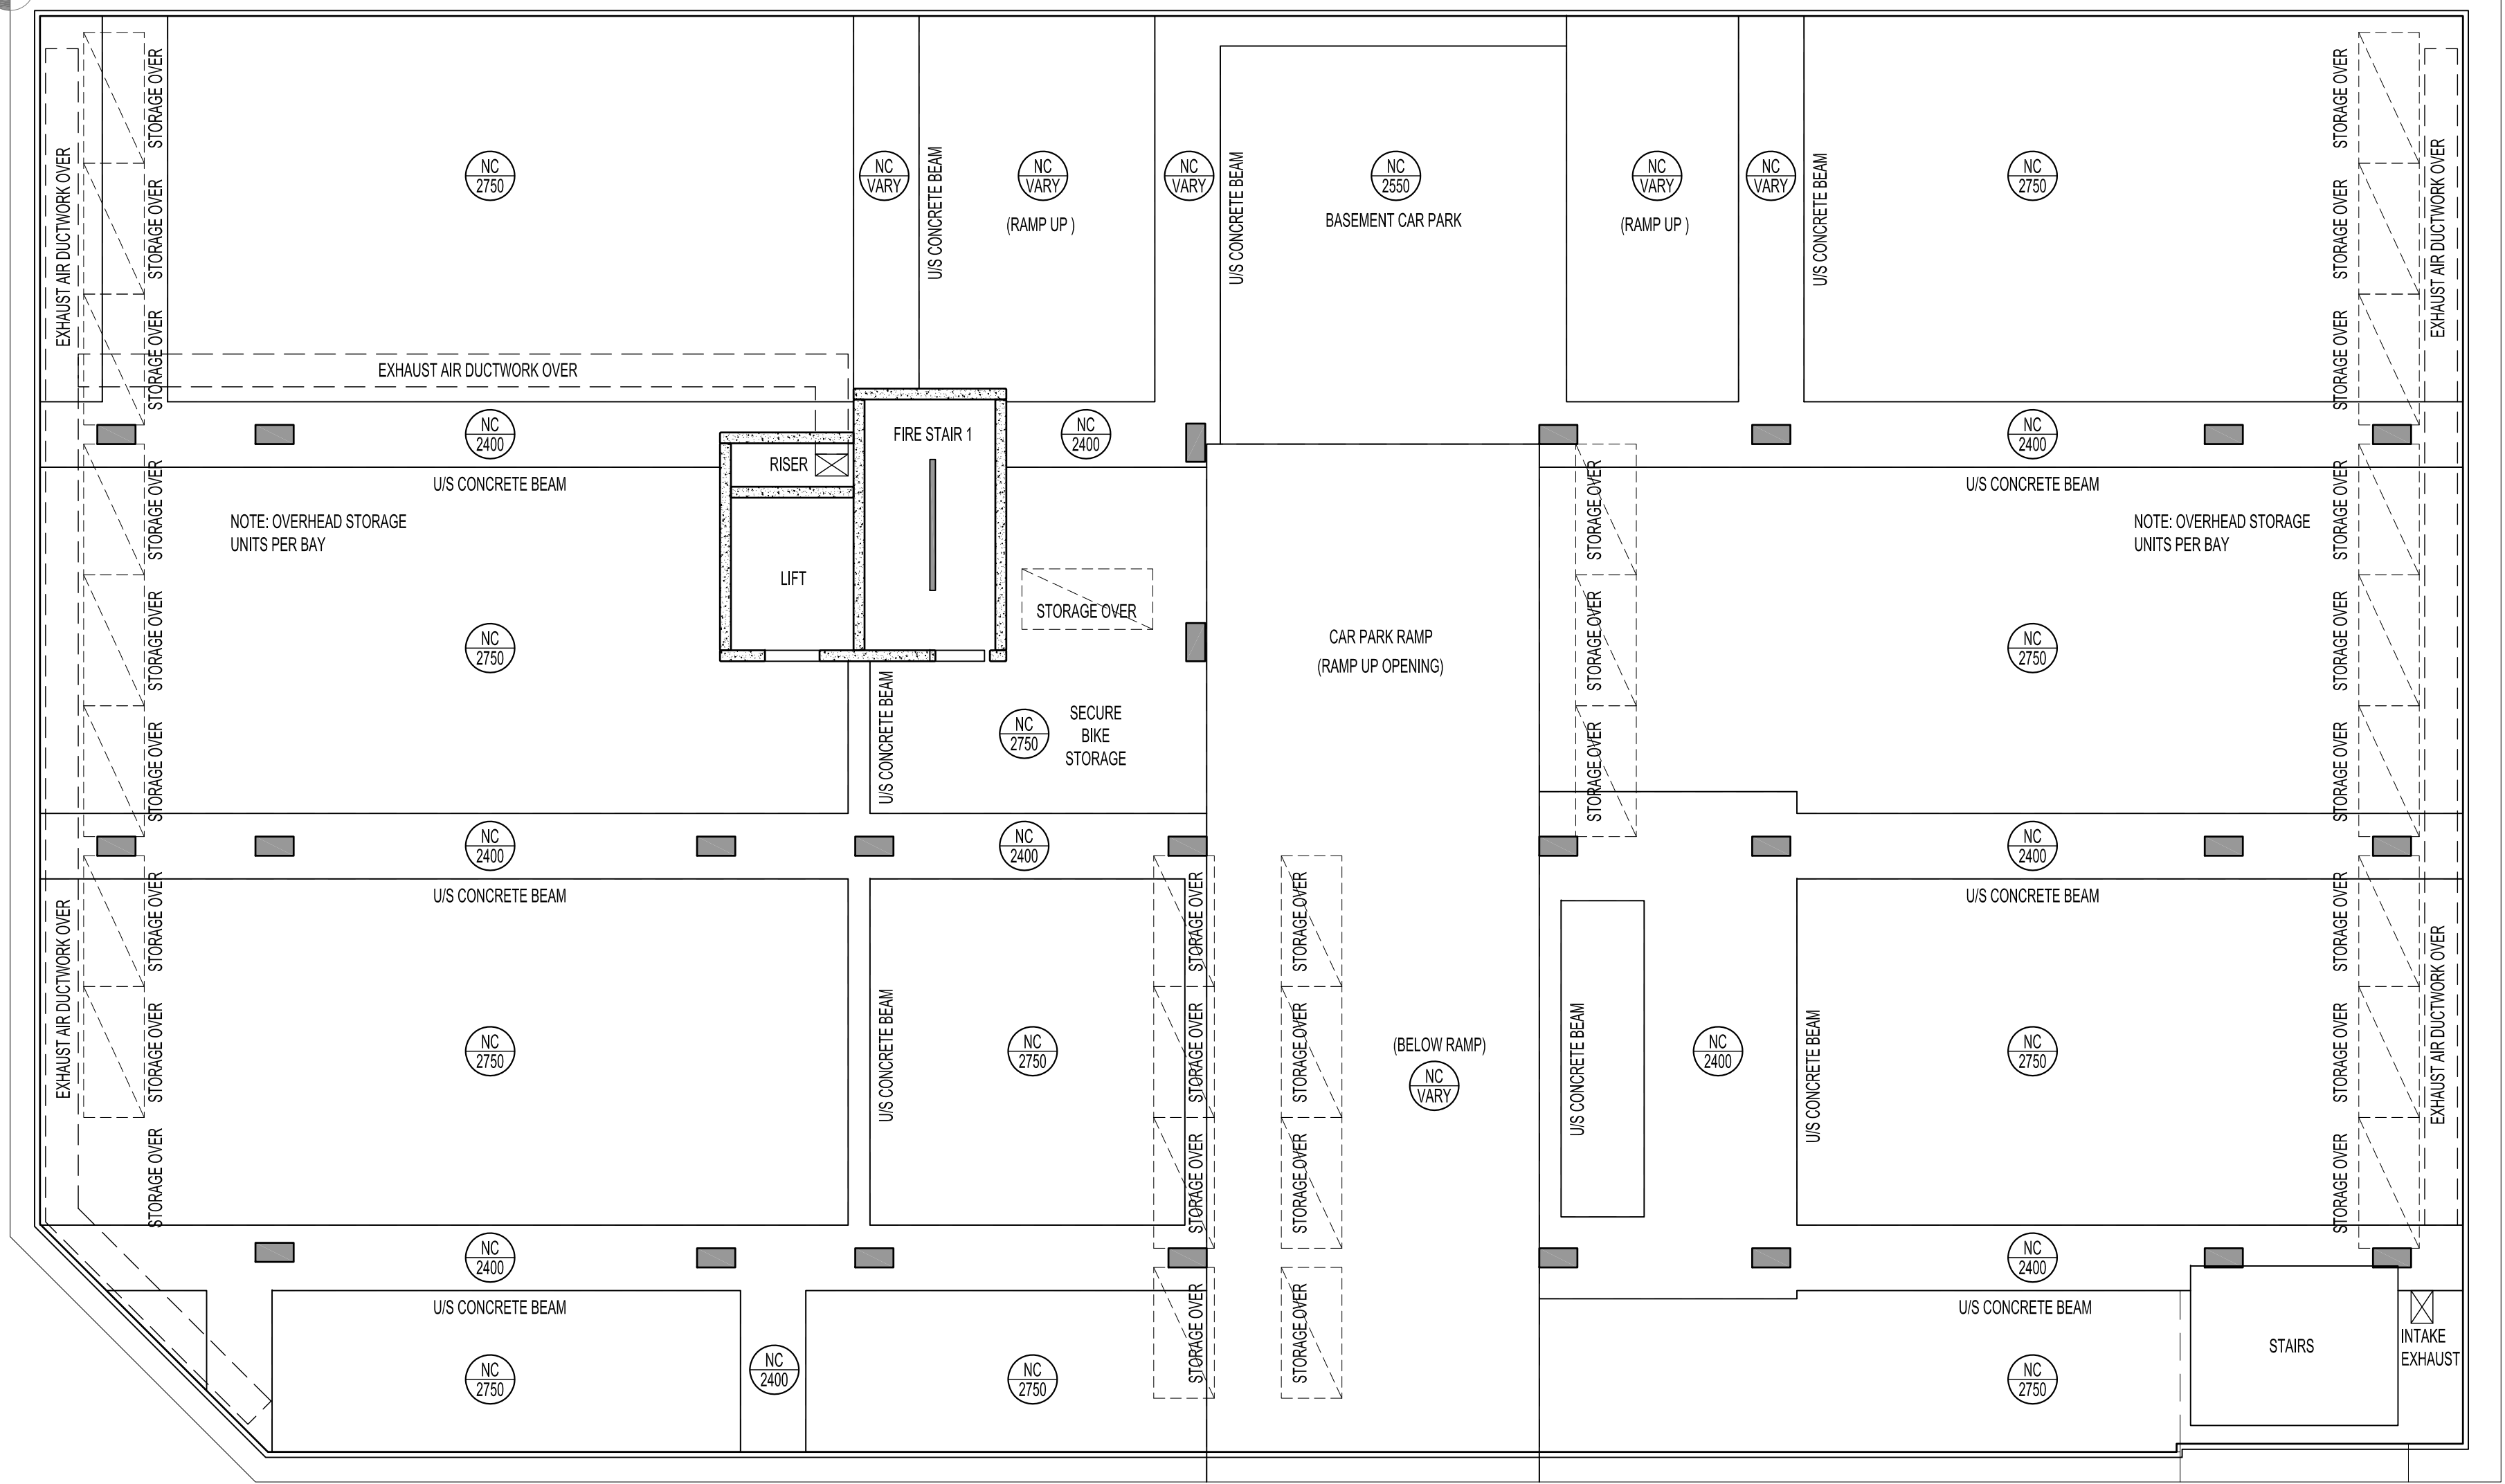 STORAGE OVER
STORAGE OVER
STORAGE OVER
EXHAUST AIR DUCTWORK OVER
NC
2750
NC
VARY
U/S CONCRETE BEAM
NC
VARY
(RAMP UP )
NC
VARY
U/S CONCRETE BEAM
NC
2550
BASEMENT CAR PARK
NC
VARY
(RAMP UP )
NC
VARY
U/S CONCRETE BEAM
NC
2750
STORAGE OVER
STORAGE OVER
STORAGE OVER
EXHAUST AIR DUCTWORK OVER
EXHAUST AIR DUCTWORK OVER
NC
2400
FIRE STAIR 1
NC
2400
NC
2400
RISER
U/S CONCRETE BEAM
U/S CONCRETE BEAM
NOTE: OVERHEAD STORAGE
UNITS PER BAY
NOTE: OVERHEAD STORAGE
UNITS PER BAY
STORAGE OVER
STORAGE OVER
STORAGE OVER
LIFT
STORAGE OVER
NC
2750
CAR PARK RAMP
(RAMP UP OPENING)
STORAGE OVER
STORAGE OVER
STORAGE OVER
NC
2750
STORAGE OVER
STORAGE OVER
STORAGE OVER
U/S CONCRETE BEAM
NC
2750
SECURE
BIKE
STORAGE
NC
2400
NC
2400
NC
2400
U/S CONCRETE BEAM
U/S CONCRETE BEAM
EXHAUST AIR DUCTWORK OVER
STORAGE OVER
STORAGE OVER
STORAGE OVER
NC
2750
U/S CONCRETE BEAM
NC
2750
STORAGE OVER
STORAGE OVER
STORAGE OVER
STORAGE OVER
STORAGE OVER
STORAGE OVER
(BELOW RAMP)
NC
VARY
U/S CONCRETE BEAM
NC
2400
U/S CONCRETE BEAM
NC
2750
STORAGE OVER
STORAGE OVER
STORAGE OVER
EXHAUST AIR DUCTWORK OVER
NC
2400
NC
2400
U/S CONCRETE BEAM
U/S CONCRETE BEAM
STORAGE OVER
STORAGE OVER
NC
2750
NC
2400
NC
2750
NC
2750
STAIRS
INTAKE
EXHAUST